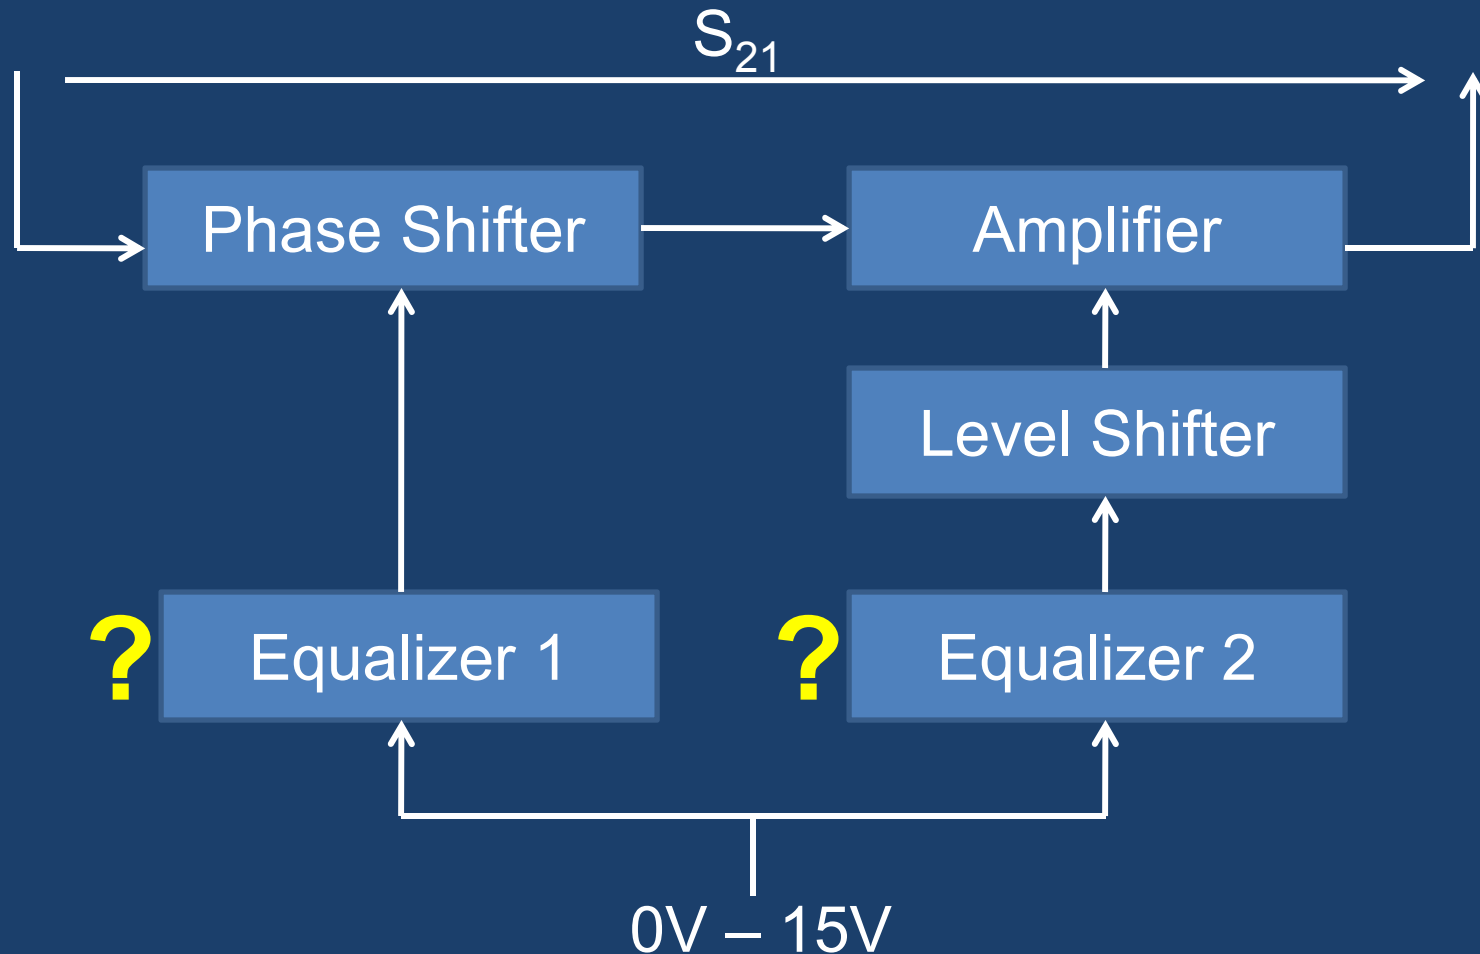 S₂₁
Phase Shifter
Amplifier
Level Shifter
? Equalizer 1
? Equalizer 2
0V – 15V